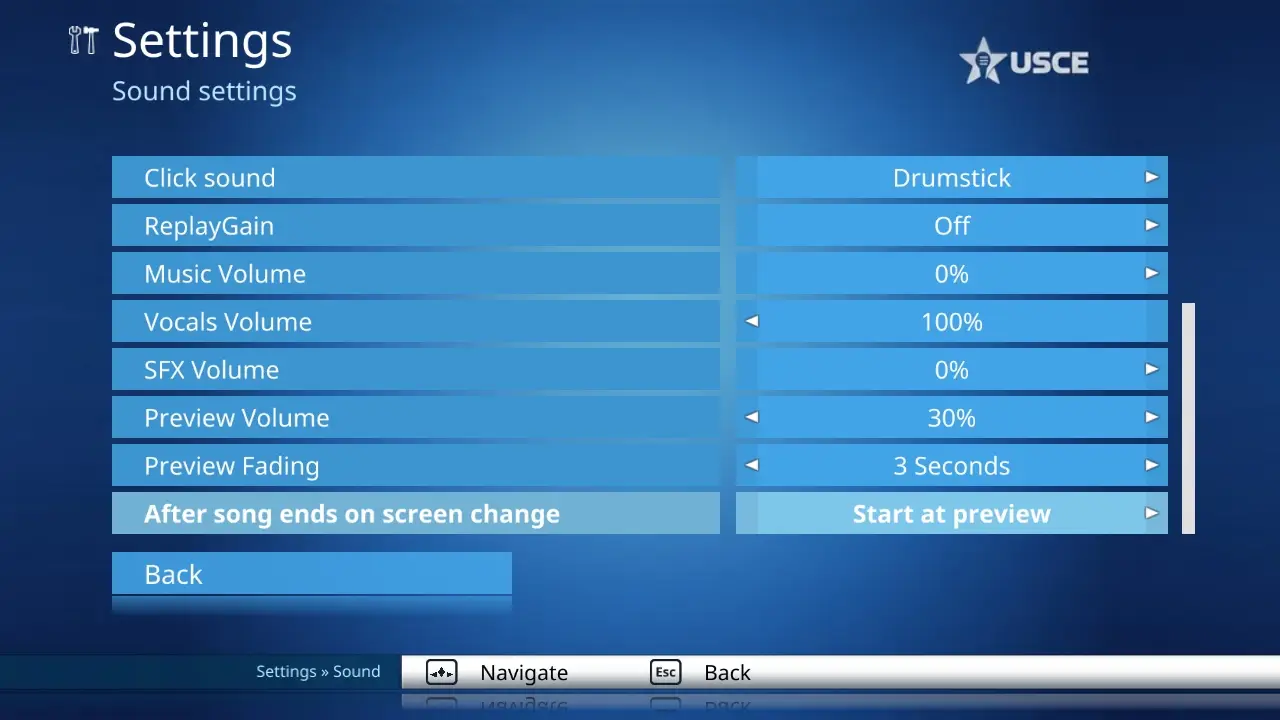 Settings
Sound settings
USCE
Click sound Drumstick
ReplayGain Off
Music Volume 0%
Vocals Volume 100%
SFX Volume 0%
Preview Volume 30%
Preview Fading 3 Seconds
After song ends on screen change Start at preview
Back
Settings » Sound Navigate Esc Back